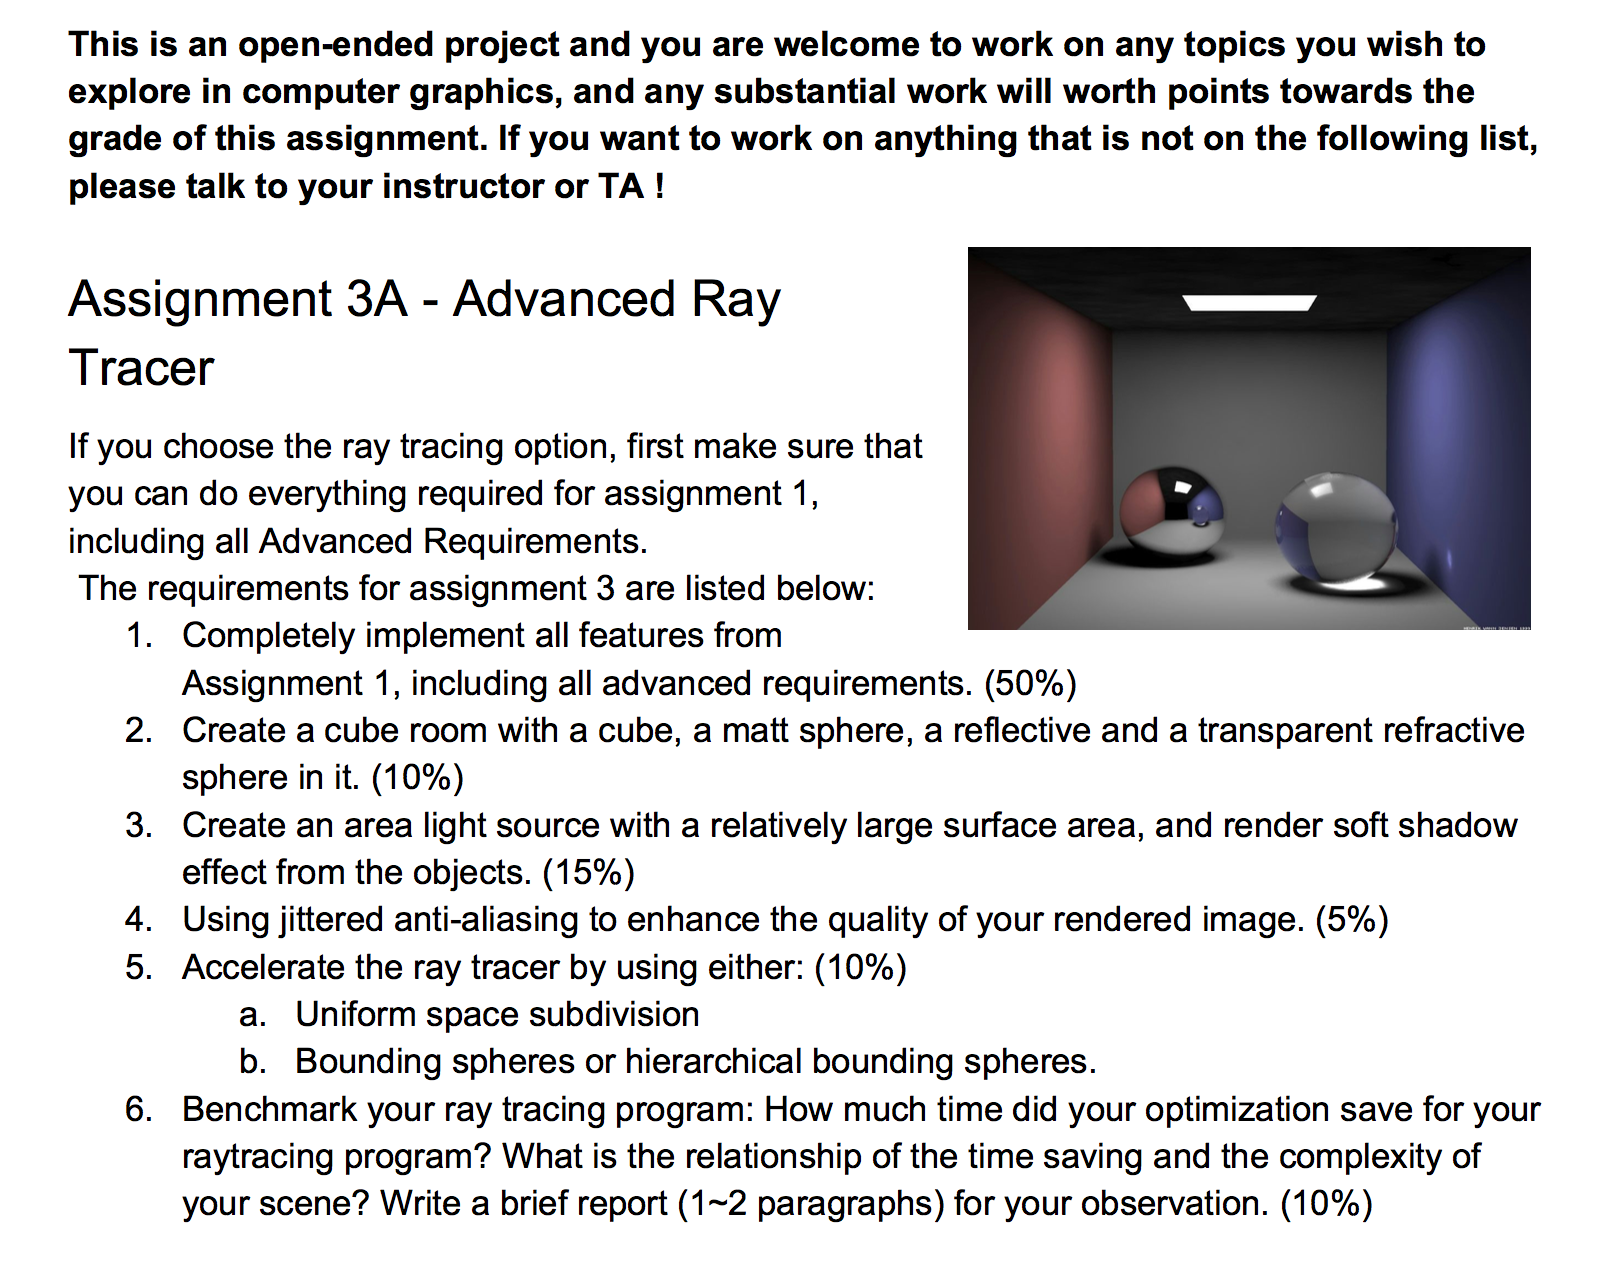 This is an open-ended project and you are welcome to work on any topics you wish to
explore in computer graphics, and any substantial work will worth points towards the
grade of this assignment. If you want to work on anything that is not on the following list,
please talk to your instructor or TA !
Assignment 3A - Advanced Ray
Tracer
If you choose the ray tracing option, first make sure that
you can do everything required for assignment 1,
including all Advanced Requirements.
The requirements for assignment 3 are listed below:
1. Completely implement all features from
Assignment 1, including all advanced requirements. (50%)
2. Create a cube room with a cube, a matt sphere, a reflective and a transparent refractive
sphere in it. (10%)
3. Create an area light source with a relatively large surface area, and render soft shadow
effect from the objects. (15%)
4. Using jittered anti-aliasing to enhance the quality of your rendered image. (5%)
5. Accelerate the ray tracer by using either: (10%)
a. Uniform space subdivision
b. Bounding spheres or hierarchical bounding spheres.
6. Benchmark your ray tracing program: How much time did your optimization save for your
raytracing program? What is the relationship of the time saving and the complexity of
your scene? Write a brief report (1~2 paragraphs) for your observation. (10%)